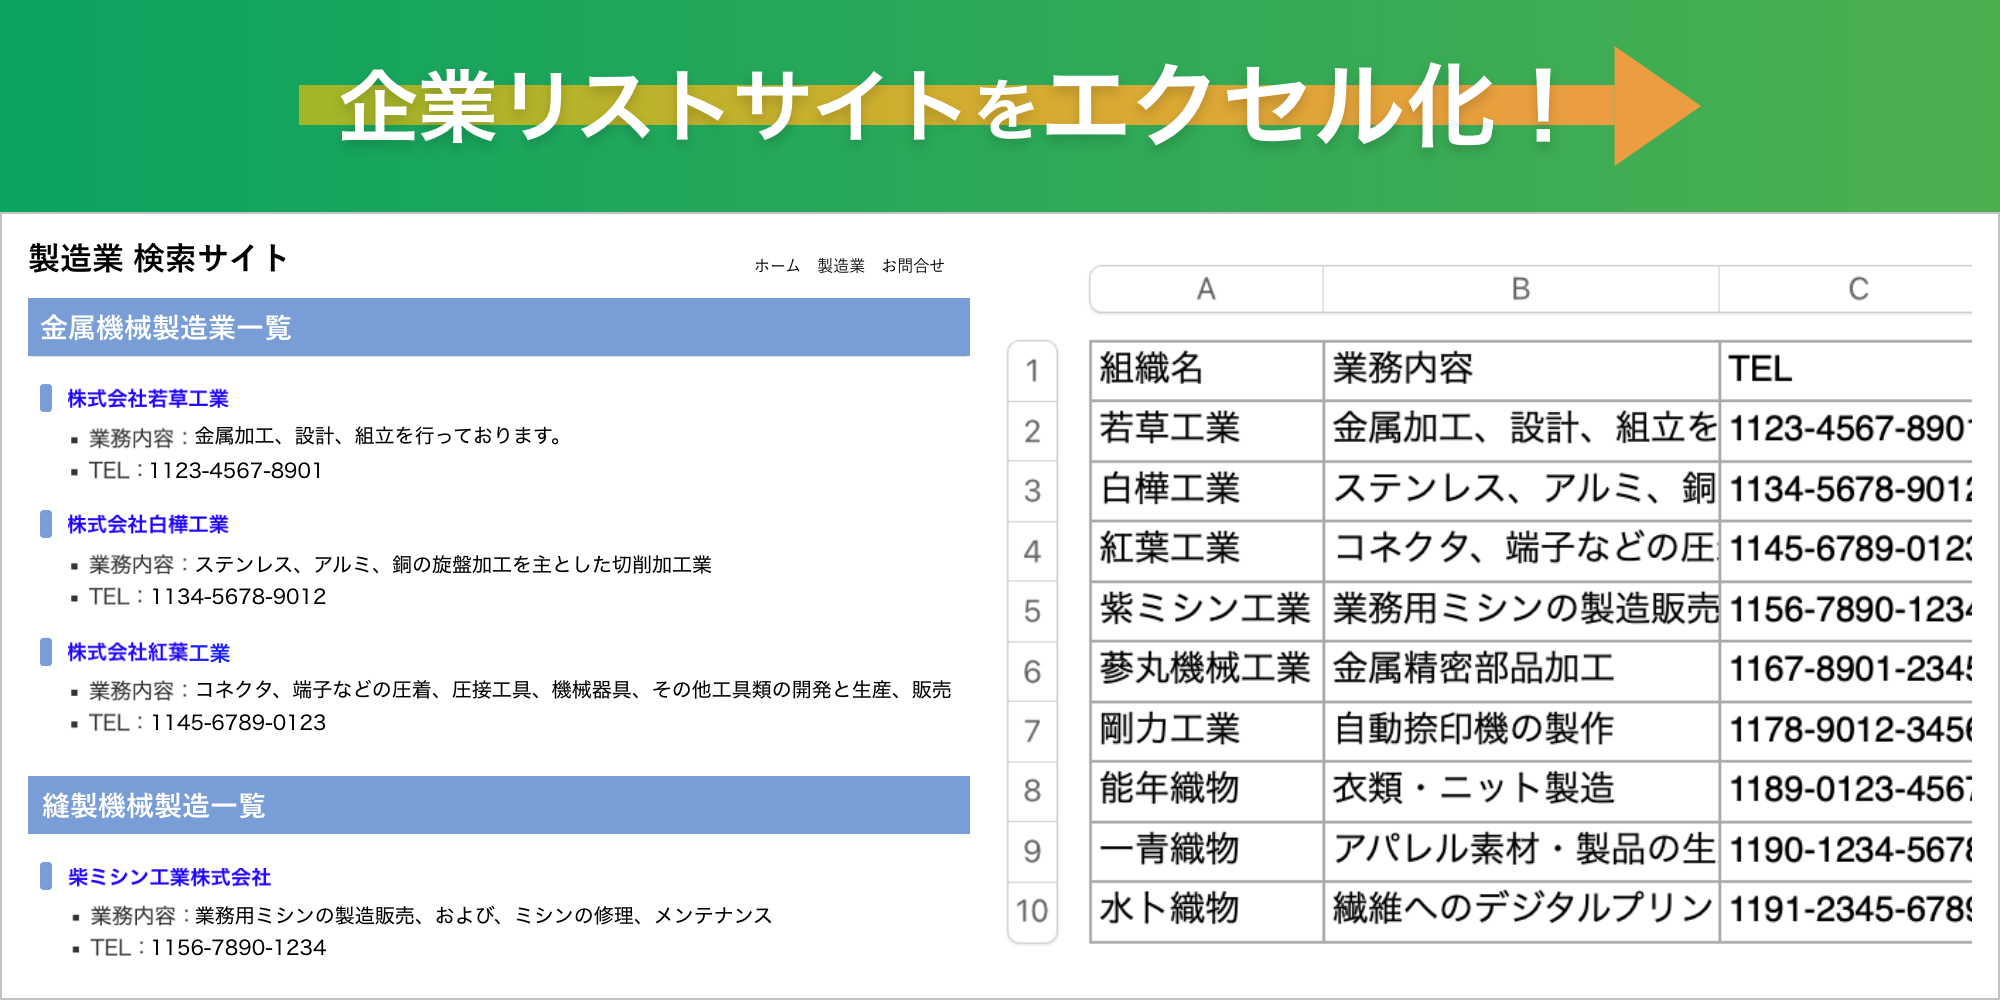 企業リストサイトをエクセル化！
製造業 検索サイト
ホーム　製造業　お問合せ
金属機械製造業一覧
株式会社若草工業
▪ 業務内容：金属加工、設計、組立を行っております。
▪ TEL：1123-4567-8901
株式会社白樺工業
▪ 業務内容：ステンレス、アルミ、銅の旋盤加工を主とした切削加工業
▪ TEL：1134-5678-9012
株式会社紅葉工業
▪ 業務内容：コネクタ、端子などの圧着、圧接工具、機械器具、その他工具類の開発と生産、販売
▪ TEL：1145-6789-0123
縫製機械製造一覧
柴ミシン工業株式会社
▪ 業務内容：業務用ミシンの製造販売、および、ミシンの修理、メンテナンス
▪ TEL：1156-7890-1234
A B C
1 組織名 業務内容 TEL
2 若草工業 金属加工、設計、組立を 1123-4567-8901
3 白樺工業 ステンレス、アルミ、銅 1134-5678-9012
4 紅葉工業 コネクタ、端子などの圧 1145-6789-0123
5 紫ミシン工業 業務用ミシンの製造販売 1156-7890-1234
6 蔘丸機械工業 金属精密部品加工 1167-8901-2345
7 剛力工業 自動捺印機の製作 1178-9012-3456
8 能年織物 衣類・ニット製造 1189-0123-4567
9 一青織物 アパレル素材・製品の生 1190-1234-5678
10 水卜織物 繊維へのデジタルプリン 1191-2345-6789